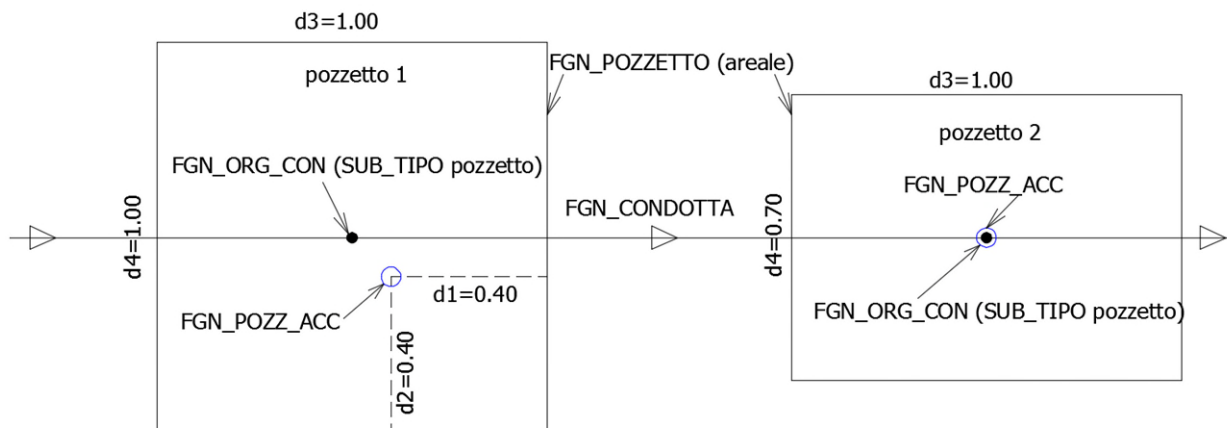 d3=1.00
pozzetto 1
FGN_POZZETTO (areale)
d3=1.00
pozzetto 2
FGN_ORG_CON (SUB_TIPO pozzetto)
FGN_POZZ_ACC
FGN_CONDOTTA
d4=1.00
d4=0.70
d1=0.40
FGN_POZZ_ACC
FGN_ORG_CON (SUB_TIPO pozzetto)
d2=0.40